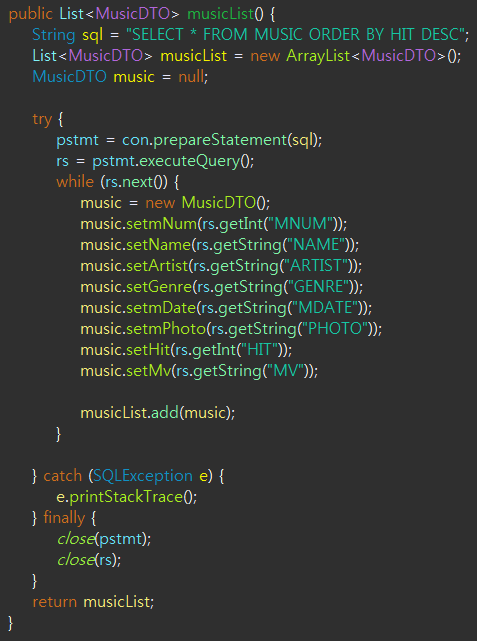 public List<MusicDTO> musicList() {
String sql = "SELECT * FROM MUSIC ORDER BY HIT DESC";
List<MusicDTO> musicList = new ArrayList<MusicDTO>();
MusicDTO music = null;
try {
pstmt = con.prepareStatement(sql);
rs = pstmt.executeQuery();
while (rs.next()) {
music = new MusicDTO();
music.setmNum(rs.getInt("MNUM"));
music.setName(rs.getString("NAME"));
music.setArtist(rs.getString("ARTIST"));
music.setGenre(rs.getString("GENRE"));
music.setmDate(rs.getString("MDATE"));
music.setmPhoto(rs.getString("PHOTO"));
music.setHit(rs.getInt("HIT"));
music.setMv(rs.getString("MV"));
musicList.add(music);
}
} catch (SQLException e) {
e.printStackTrace();
} finally {
close(pstmt);
close(rs);
}
return musicList;
}